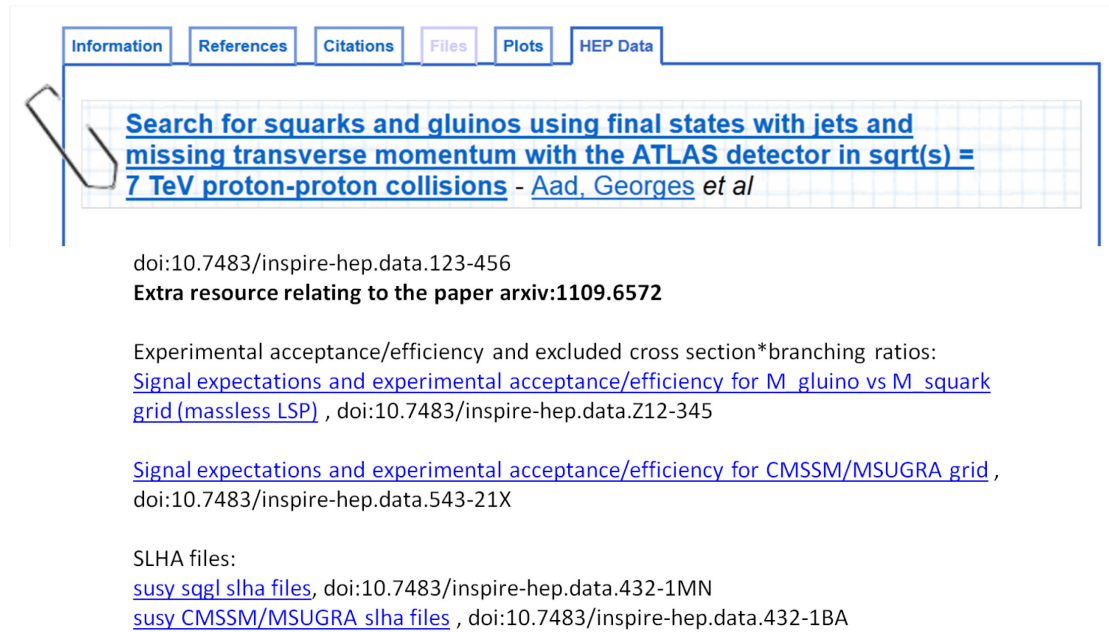 Information References Citations Files Plots HEP Data
Search for squarks and gluinos using final states with jets and
missing transverse momentum with the ATLAS detector in sqrt(s) =
7 TeV proton-proton collisions - Aad, Georges et al
doi:10.7483/inspire-hep.data.123-456
Extra resource relating to the paper arxiv:1109.6572
Experimental acceptance/efficiency and excluded cross section*branching ratios:
Signal expectations and experimental acceptance/efficiency for M_gluino vs M_squark
grid (massless LSP) , doi:10.7483/inspire-hep.data.Z12-345
Signal expectations and experimental acceptance/efficiency for CMSSM/MSUGRA grid ,
doi:10.7483/inspire-hep.data.543-21X
SLHA files:
susy sqgl slha files, doi:10.7483/inspire-hep.data.432-1MN
susy CMSSM/MSUGRA slha files , doi:10.7483/inspire-hep.data.432-1BA